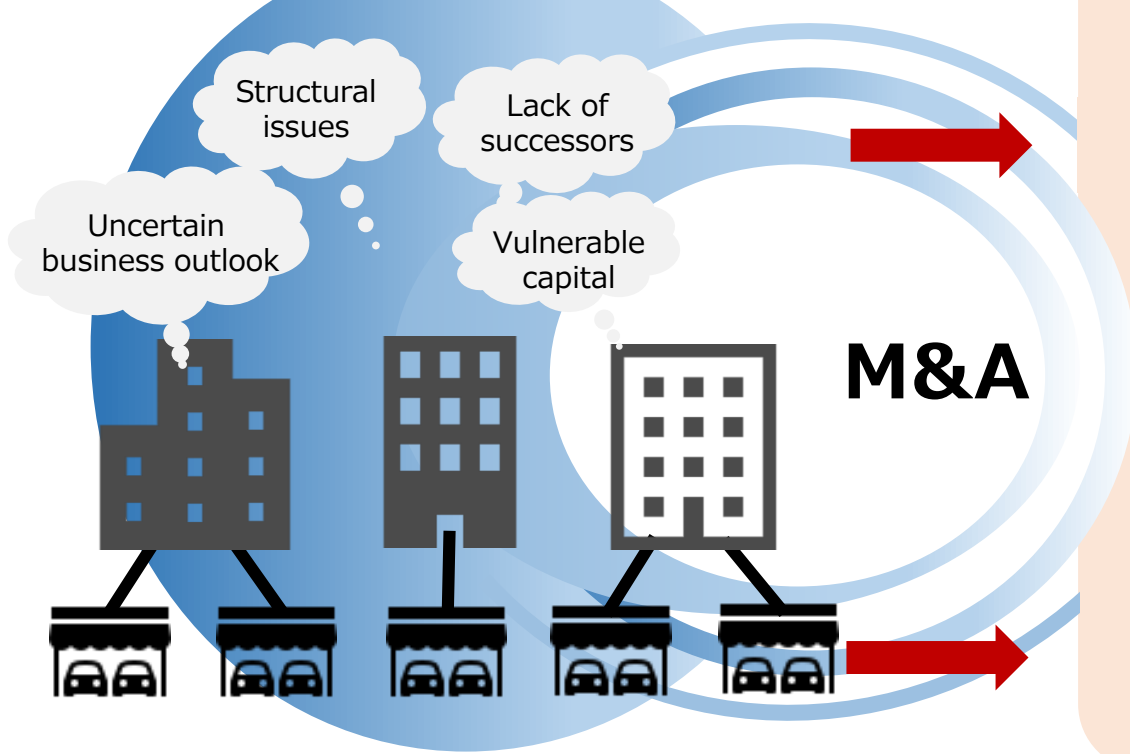 Structural
issues
Lack of
successors
Uncertain
business outlook
Vulnerable
capital
M&A